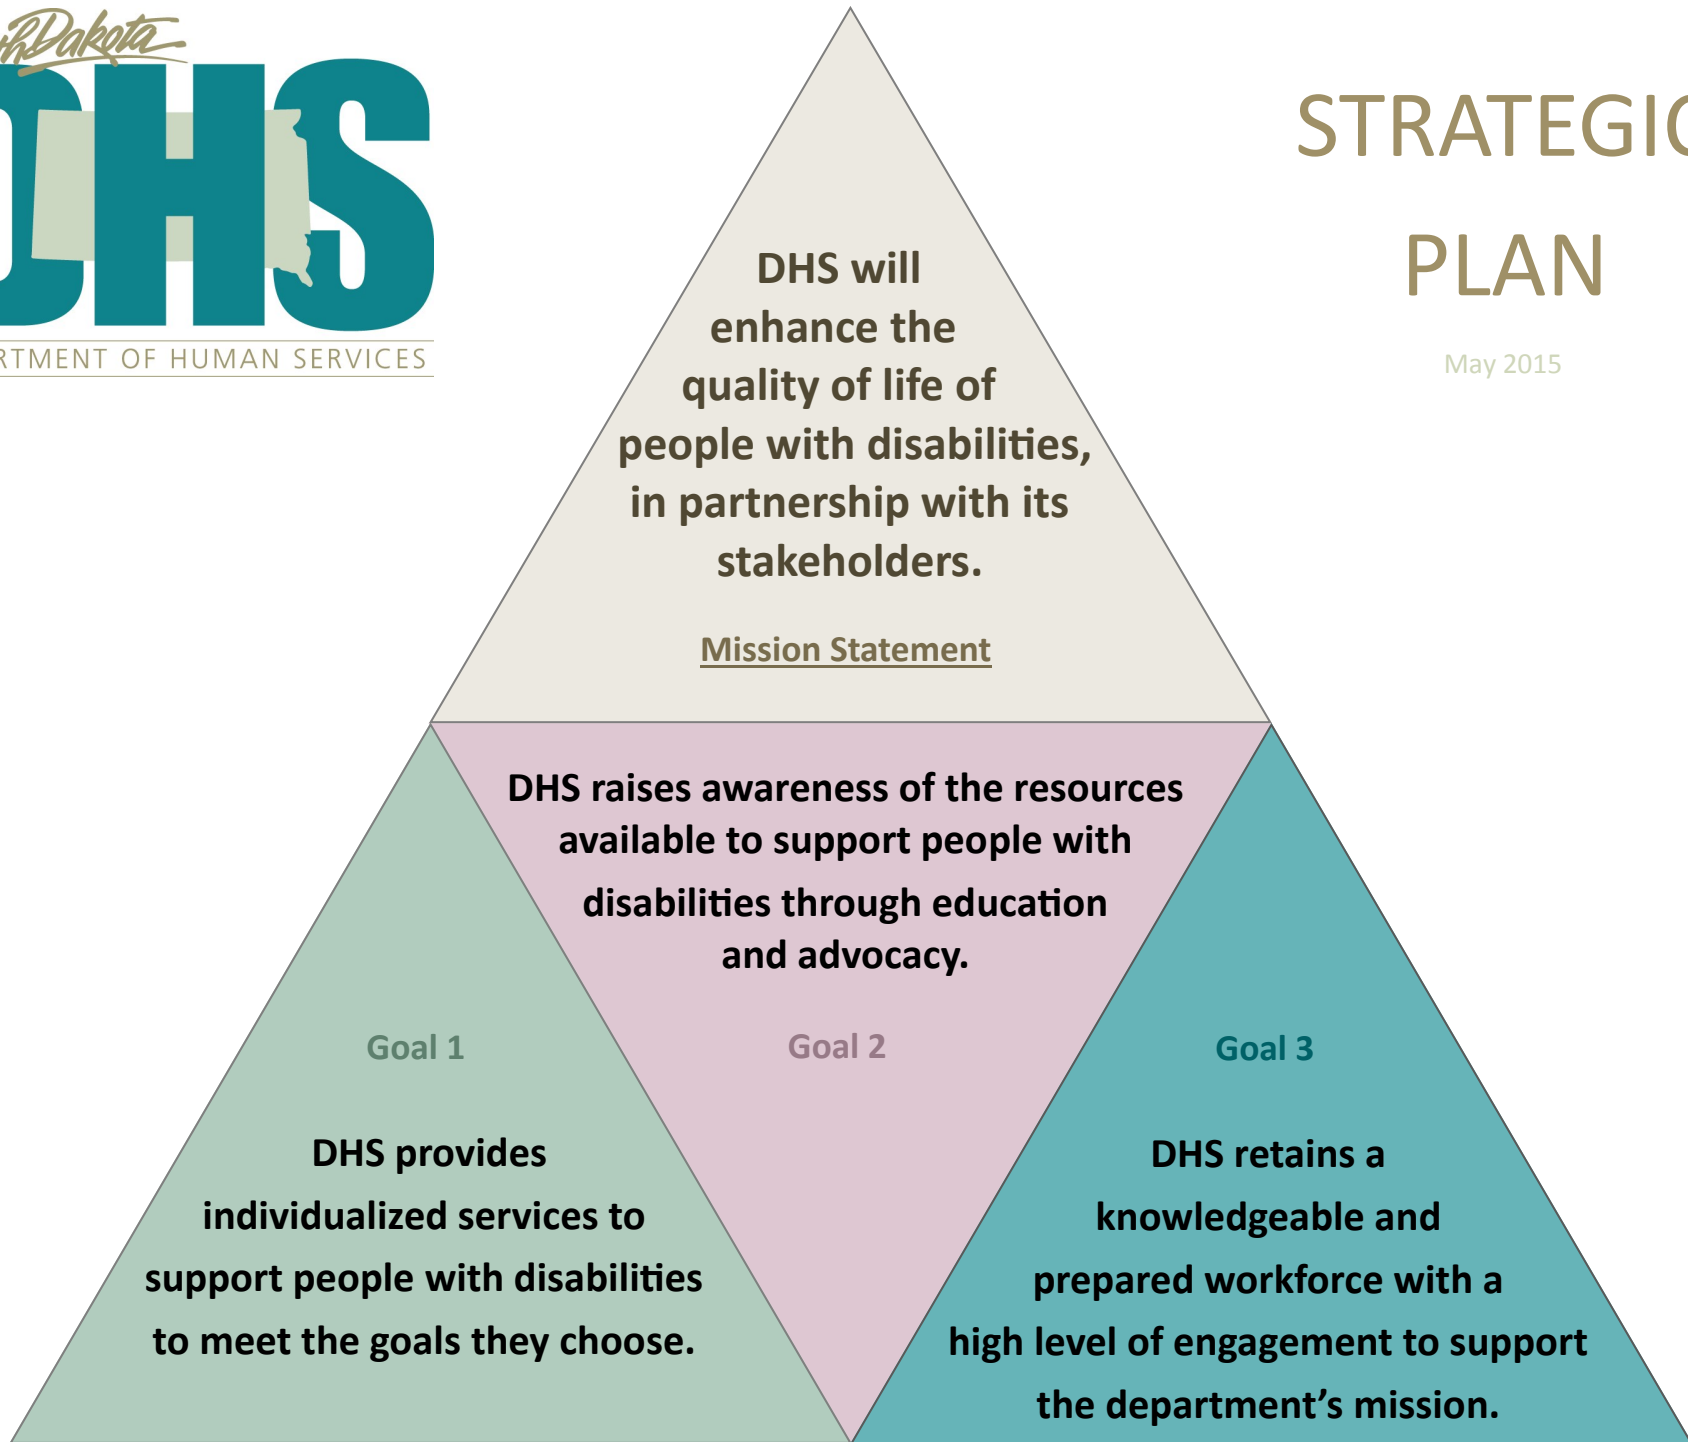 Dakota
DHS
OF HUMAN SERVICES
STRATEGIC
PLAN
May 2015
DHS will
enhance the
quality of life of
people with disabilities,
in partnership with its
stakeholders.
Mission Statement
DHS raises awareness of the resources
available to support people with
disabilities through education
and advocacy.
Goal 1
Goal 2
Goal 3
DHS provides
individualized services to
support people with disabilities
to meet the goals they choose.
DHS retains a
knowledgeable and
prepared workforce with a
high level of engagement to support
the department’s mission.